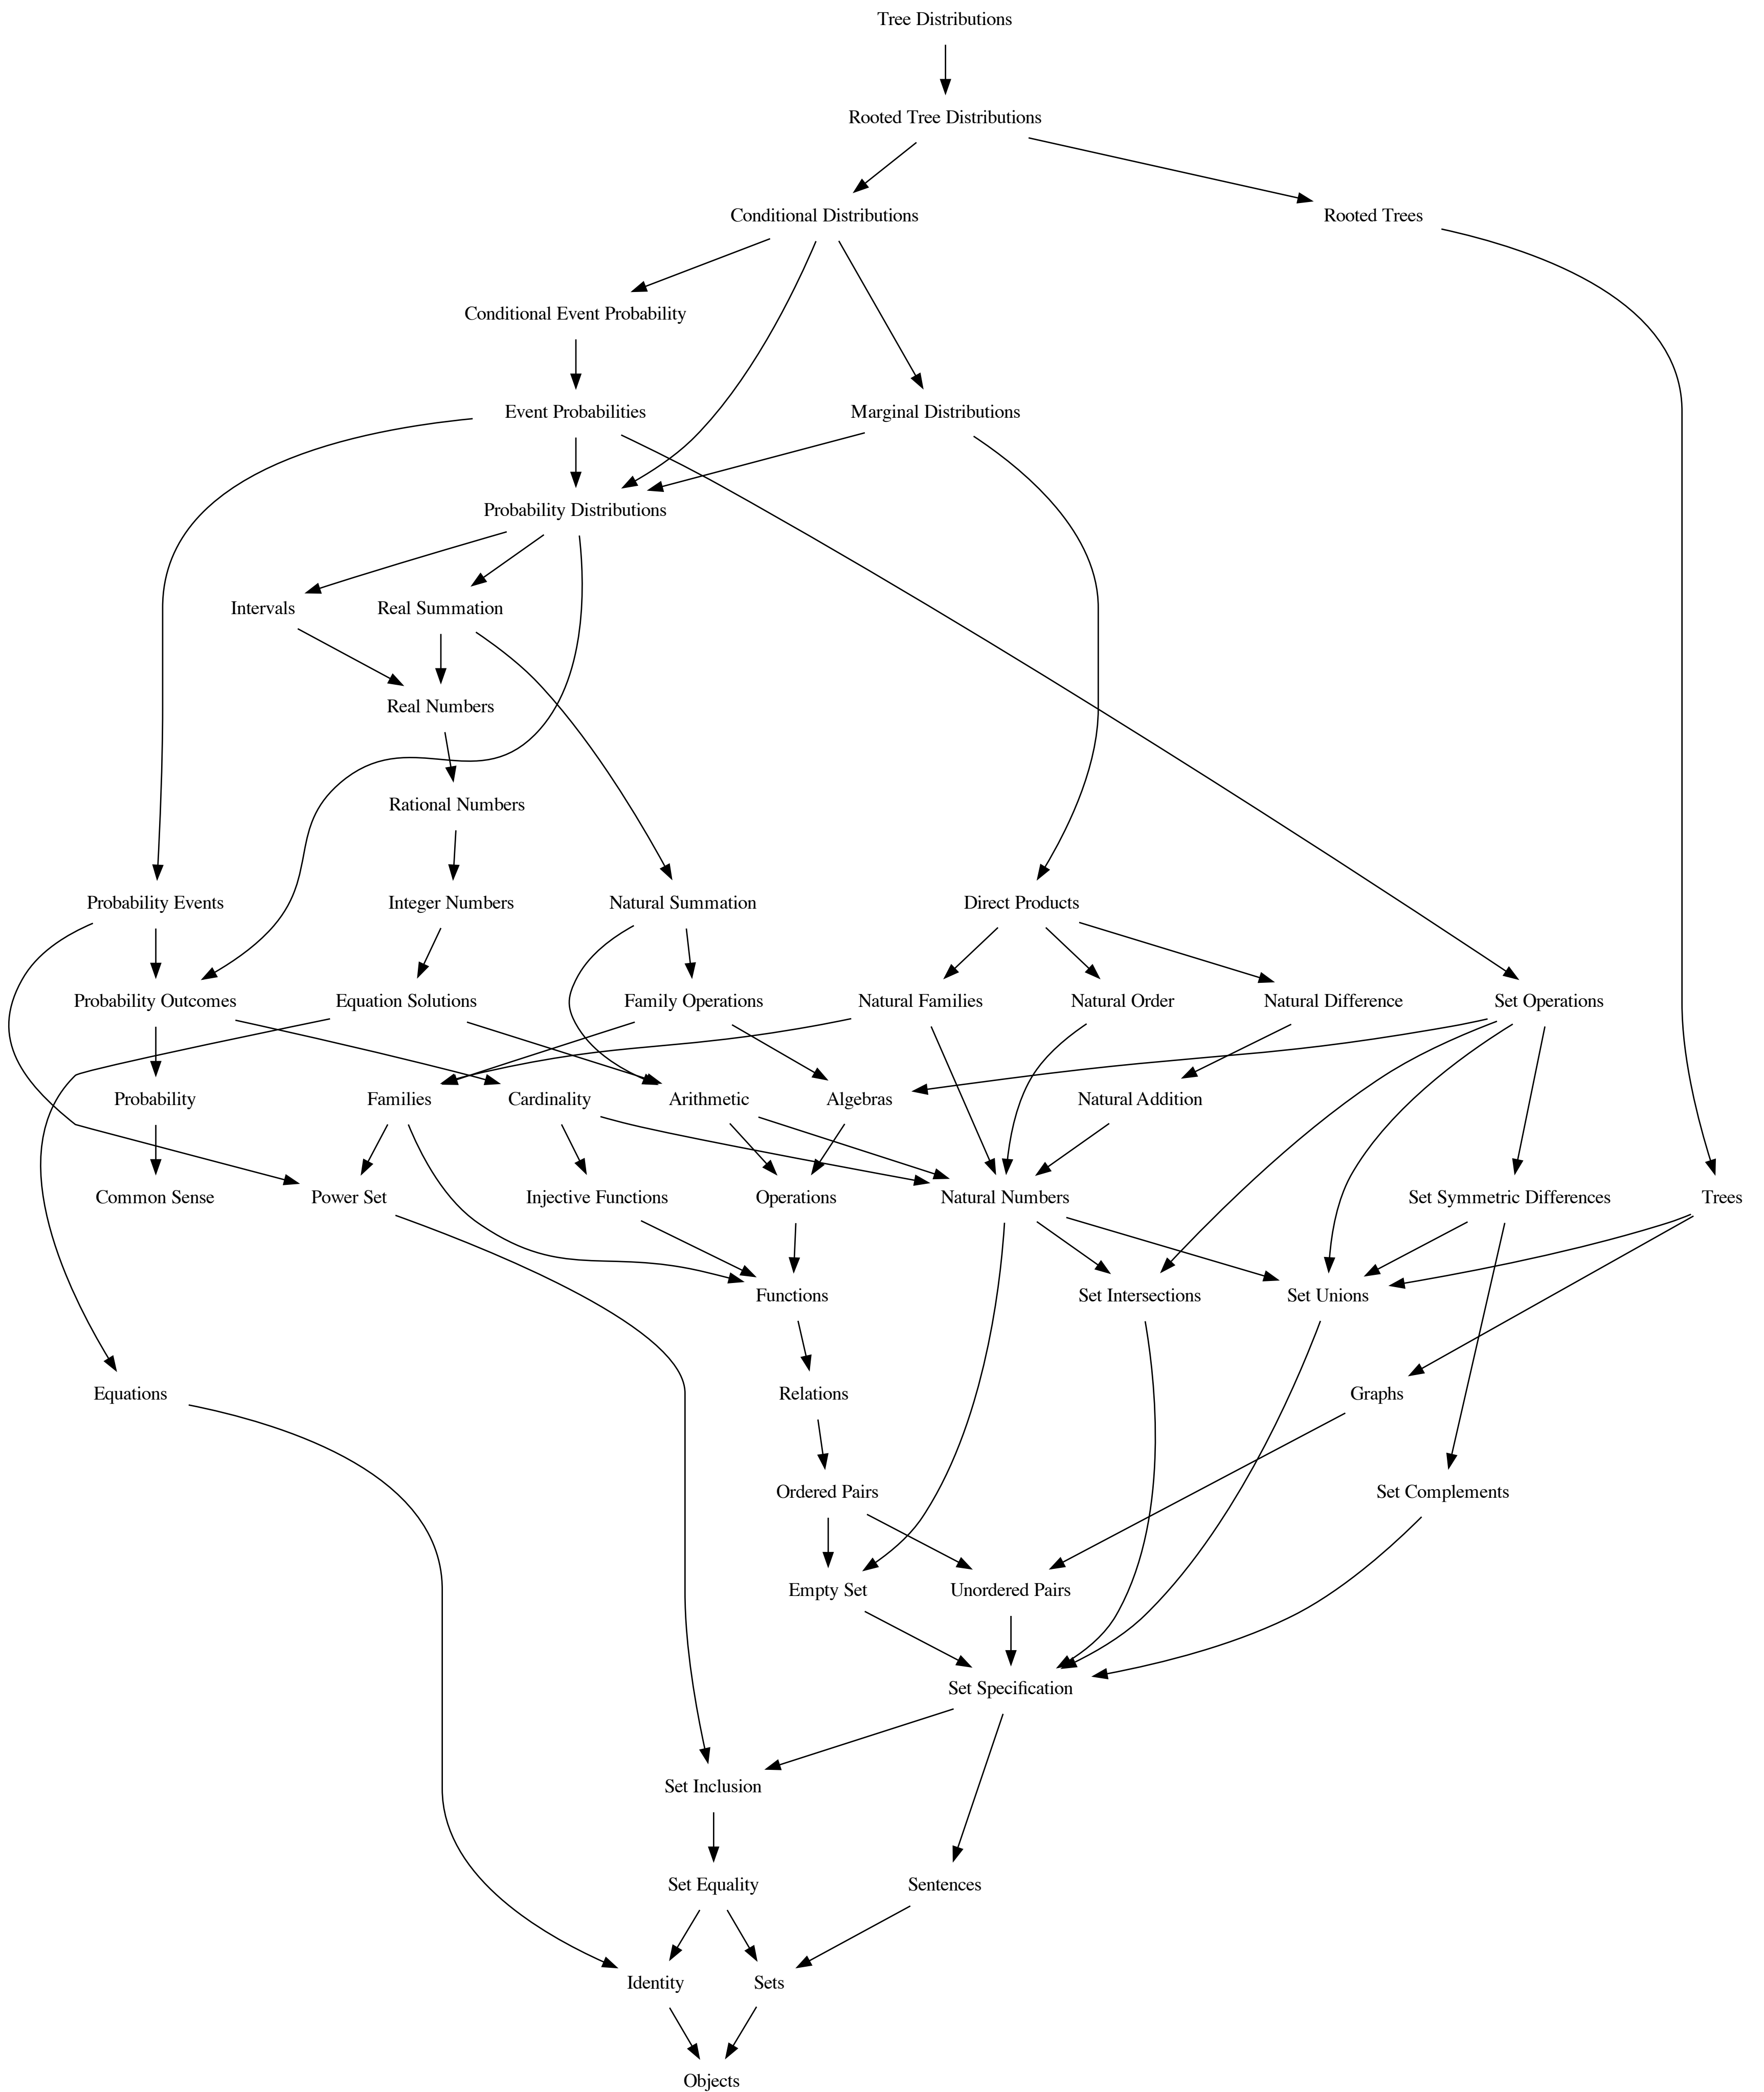 Tree Distributions
Rooted Tree Distributions
Conditional Distributions
Rooted Trees
Conditional Event Probability
Event Probabilities
Marginal Distributions
Probability Distributions
Intervals
Real Summation
Real Numbers
Rational Numbers
Probability Events
Integer Numbers
Natural Summation
Direct Products
Probability Outcomes
Equation Solutions
Family Operations
Natural Families
Natural Order
Natural Difference
Set Operations
Probability
Families
Cardinality
Arithmetic
Algebras
Natural Addition
Common Sense
Power Set
Injective Functions
Operations
Natural Numbers
Set Symmetric Differences
Trees
Functions
Set Intersections
Set Unions
Equations
Relations
Graphs
Ordered Pairs
Set Complements
Empty Set
Unordered Pairs
Set Specification
Set Inclusion
Set Equality
Sentences
Identity
Sets
Objects